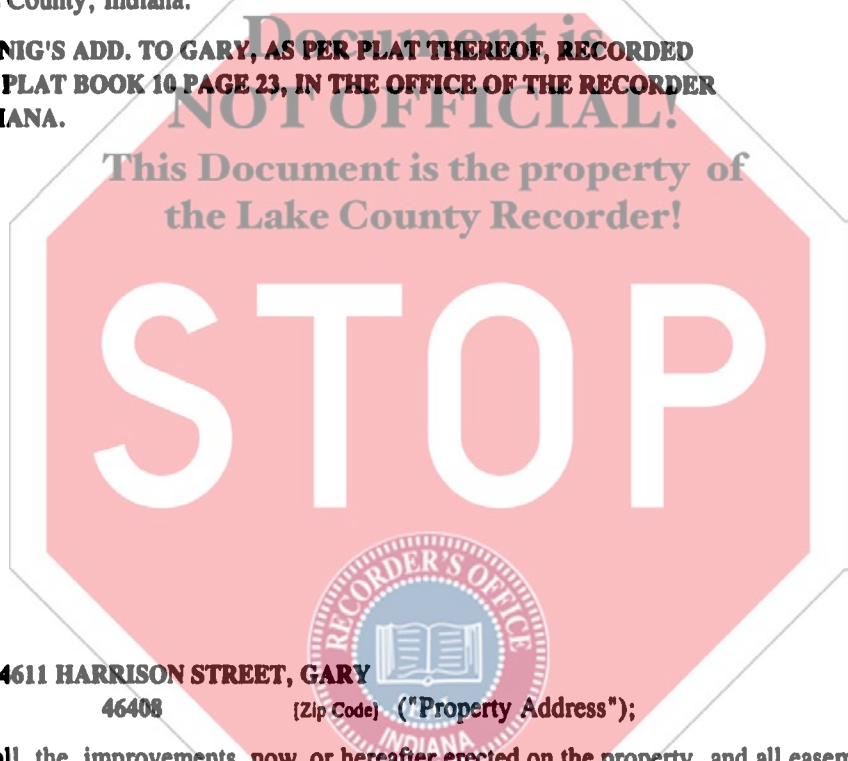 County, Indiana.
Document is
NIG'S ADD. TO GARY, AS PER PLAT THEREOF, RECORDED
PLAT BOOK 10 PAGE 23, IN THE OFFICE OF THE RECORDER
NOT OFFICIAL!
IANA.
This Document is the property of
the Lake County Recorder!
STOP
RECORDER'S OFFICE
4611 HARRISON STREET, GARY
46408 [Zip Code] ("Property Address");
INDIANA
all the improvements now or hereafter erected on the property, and all easem